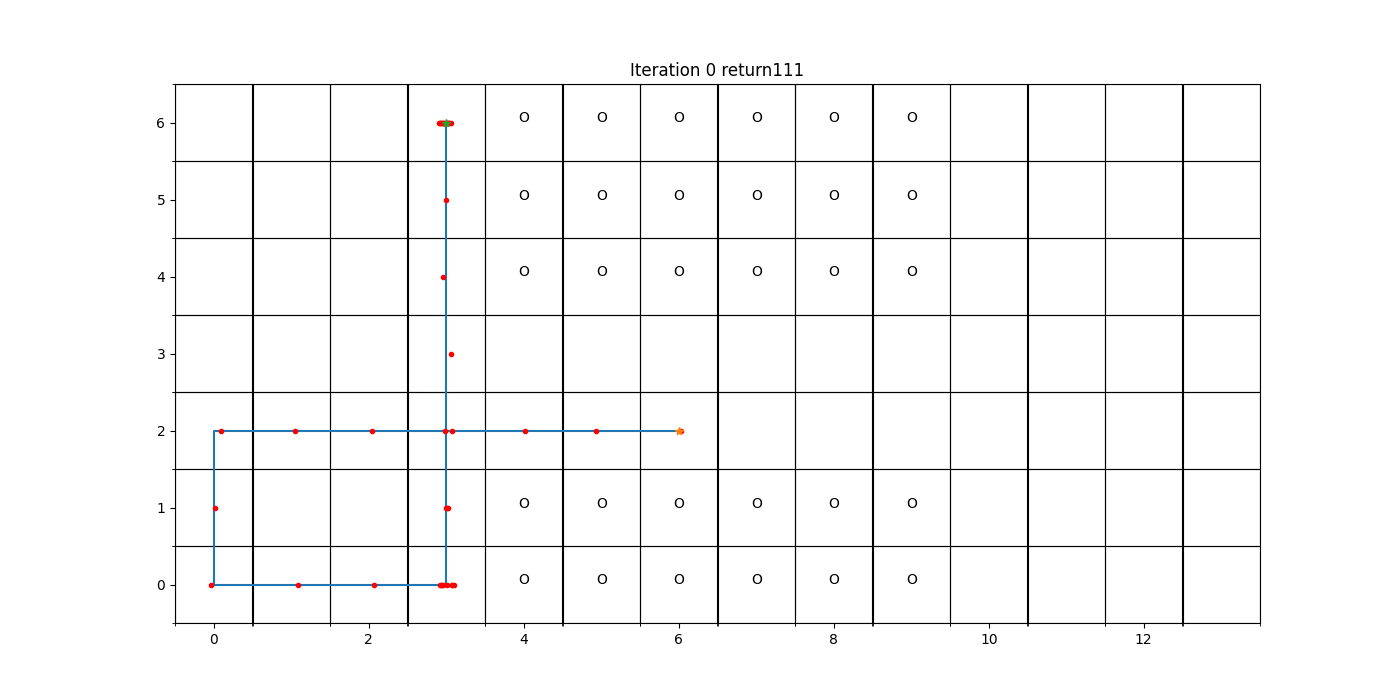 Iteration 0 return111
6 O O O O O O
5 O O O O O O
4 O O O O O O
3
2
1 O O O O O O
0 O O O O O O
0 2 4 6 8 10 12